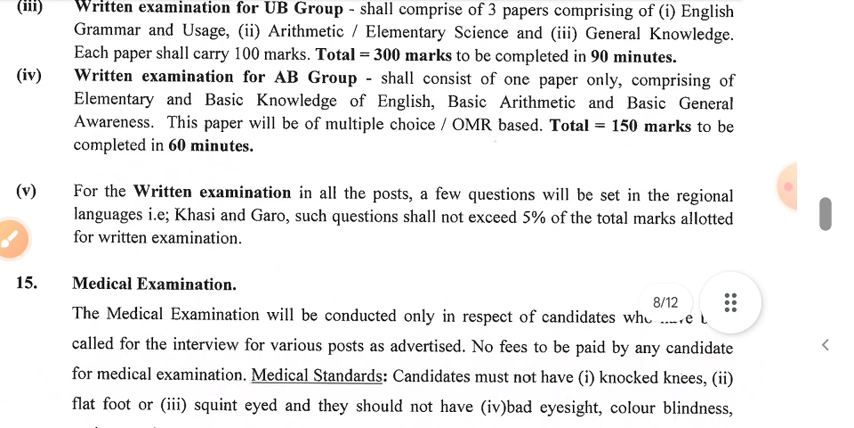 (iii) Written examination for UB Group - shall comprise of 3 papers comprising of (i) English
Grammar and Usage, (ii) Arithmetic / Elementary Science and (iii) General Knowledge.
Each paper shall carry 100 marks. Total = 300 marks to be completed in 90 minutes.
(iv) Written examination for AB Group - shall consist of one paper only, comprising of
Elementary and Basic Knowledge of English, Basic Arithmetic and Basic General
Awareness. This paper will be of multiple choice / OMR based. Total = 150 marks to be
completed in 60 minutes.
(v) For the Written examination in all the posts, a few questions will be set in the regional
languages i.e; Khasi and Garo, such questions shall not exceed 5% of the total marks allotted
for written examination.
15. Medical Examination.
8/12
The Medical Examination will be conducted only in respect of candidates
called for the interview for various posts as advertised. No fees to be paid by any candidate
for medical examination. Medical Standards: Candidates must not have (i) knocked knees, (ii)
flat foot or (iii) squint eyed and they should not have (iv)bad eyesight, colour blindness,